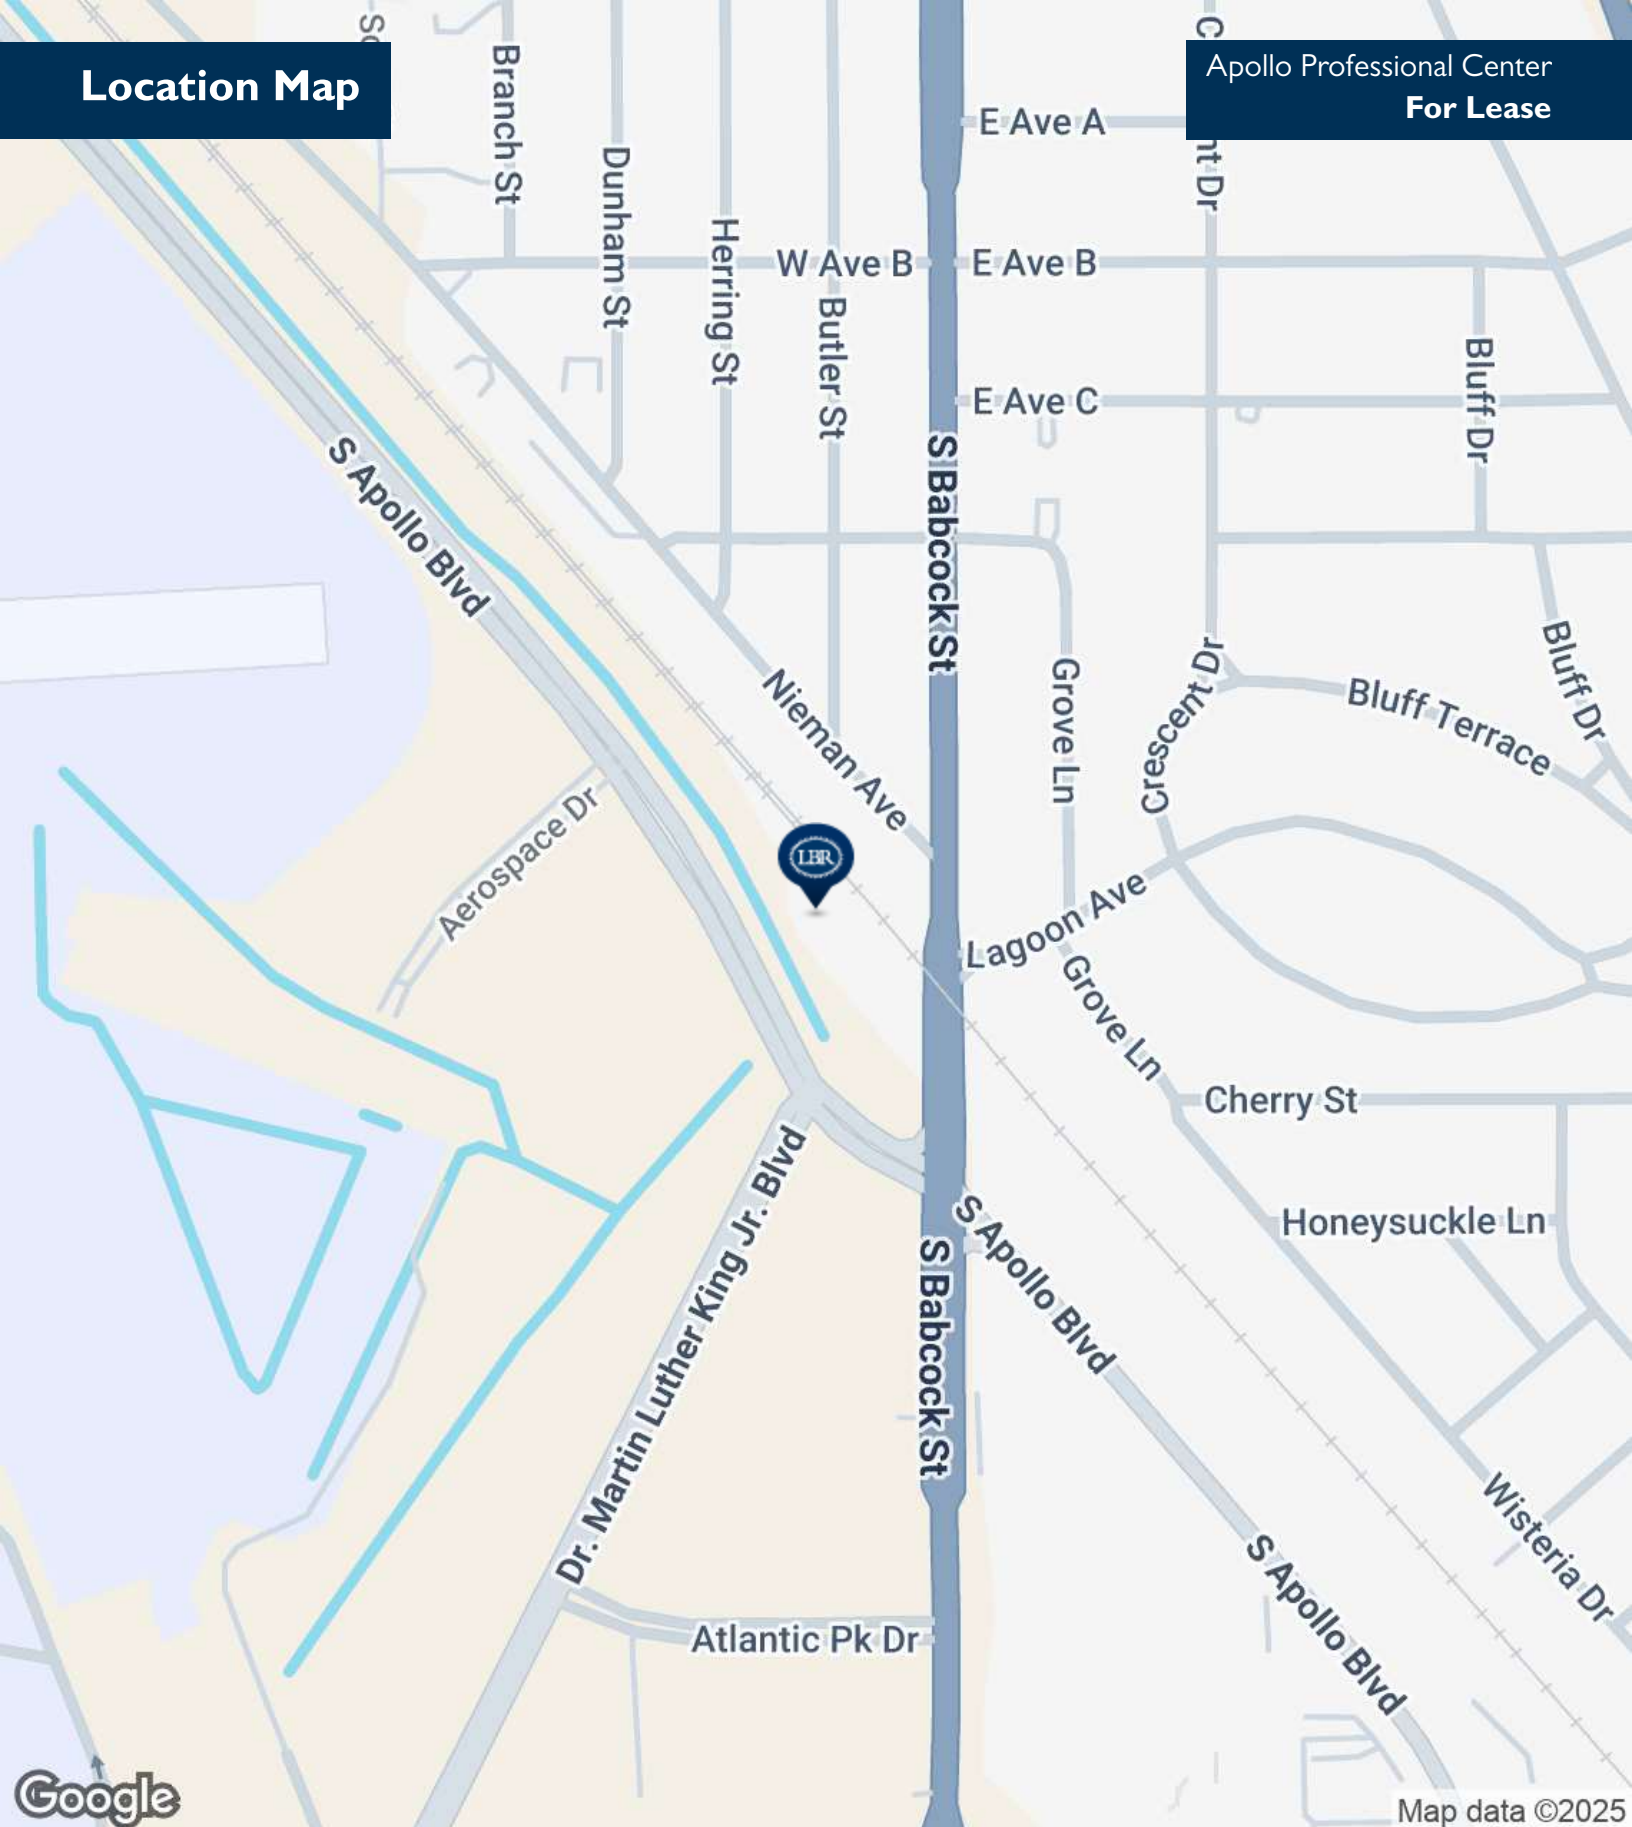 Location Map
Apollo Professional Center
For Lease
Branch St
Dunham St
Herring St
Butler St
W Ave B
E Ave A
E Ave B
E Ave C
nt Dr
Bluff Dr
S Apollo Blvd
S Babcock St
Nieman Ave
Grove Ln
Crescent Dr
Bluff Terrace
Bluff Dr
Aerospace Dr
LBR
Lagoon Ave
Grove Ln
Cherry St
Dr. Martin Luther King Jr. Blvd
S Apollo Blvd
Honeysuckle Ln
S Babcock St
Wisteria Dr
S Apollo Blvd
Atlantic Pk Dr
Google
Map data ©2025